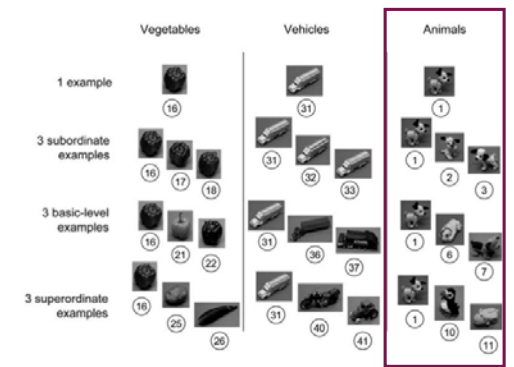 Vegetables Vehicles Animals
1 example
16 31 1
3 subordinate
examples
16 17 18 31 32 33 1 2 3
3 basic-level
examples
16 21 22 31 36 37 1 6 7
3 superordinate
examples
16 25 26 31 40 41 1 10 11